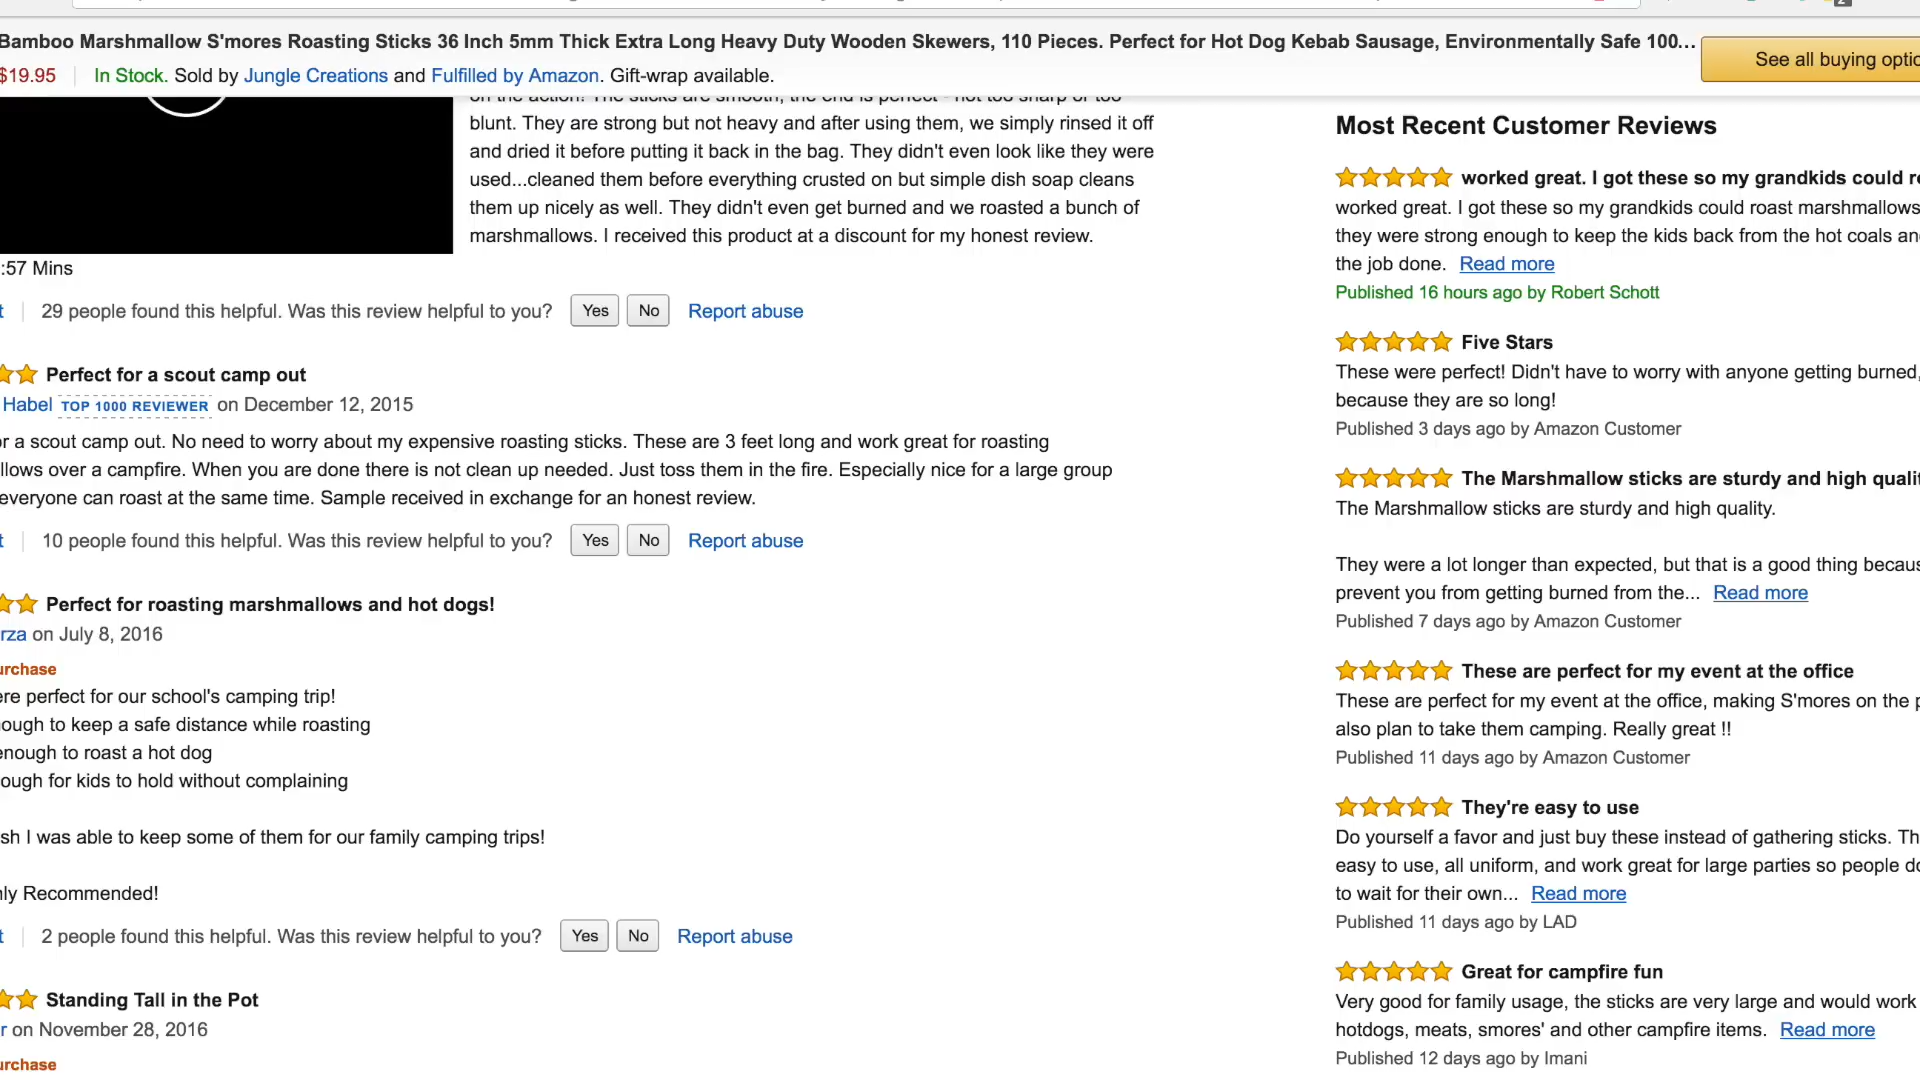 Bamboo Marshmallow S'mores Roasting Sticks 36 Inch 5mm Thick Extra Long Heavy Duty Wooden Skewers, 110 Pieces. Perfect for Hot Dog Kebab Sausage, Environmentally Safe 100...
$19.95 In Stock. Sold by Jungle Creations and Fulfilled by Amazon. Gift-wrap available.
See all buying optio
on the action! The sticks are smooth, the end is perfect - not too sharp or too
blunt. They are strong but not heavy and after using them, we simply rinsed it off
and dried it before putting it back in the bag. They didn't even look like they were
used...cleaned them before everything crusted on but simple dish soap cleans
them up nicely as well. They didn't even get burned and we roasted a bunch of
marshmallows. I received this product at a discount for my honest review.
:57 Mins
t 29 people found this helpful. Was this review helpful to you? Yes No Report abuse
Perfect for a scout camp out
Habel TOP 1000 REVIEWER on December 12, 2015
or a scout camp out. No need to worry about my expensive roasting sticks. These are 3 feet long and work great for roasting
llows over a campfire. When you are done there is not clean up needed. Just toss them in the fire. Especially nice for a large group
everyone can roast at the same time. Sample received in exchange for an honest review.
t 10 people found this helpful. Was this review helpful to you? Yes No Report abuse
Perfect for roasting marshmallows and hot dogs!
rza on July 8, 2016
urchase
ere perfect for our school's camping trip!
ough to keep a safe distance while roasting
enough to roast a hot dog
ough for kids to hold without complaining
sh I was able to keep some of them for our family camping trips!
hly Recommended!
t 2 people found this helpful. Was this review helpful to you? Yes No Report abuse
Standing Tall in the Pot
r on November 28, 2016
urchase
Most Recent Customer Reviews
worked great. I got these so my grandkids could r
worked great. I got these so my grandkids could roast marshmallows
they were strong enough to keep the kids back from the hot coals an
the job done. Read more
Published 16 hours ago by Robert Schott
Five Stars
These were perfect! Didn't have to worry with anyone getting burned,
because they are so long!
Published 3 days ago by Amazon Customer
The Marshmallow sticks are sturdy and high qualit
The Marshmallow sticks are sturdy and high quality.
They were a lot longer than expected, but that is a good thing becaus
prevent you from getting burned from the... Read more
Published 7 days ago by Amazon Customer
These are perfect for my event at the office
These are perfect for my event at the office, making S'mores on the p
also plan to take them camping. Really great !!
Published 11 days ago by Amazon Customer
They're easy to use
Do yourself a favor and just buy these instead of gathering sticks. Th
easy to use, all uniform, and work great for large parties so people do
to wait for their own... Read more
Published 11 days ago by LAD
Great for campfire fun
Very good for family usage, the sticks are very large and would work
hotdogs, meats, smores' and other campfire items. Read more
Published 12 days ago by Imani